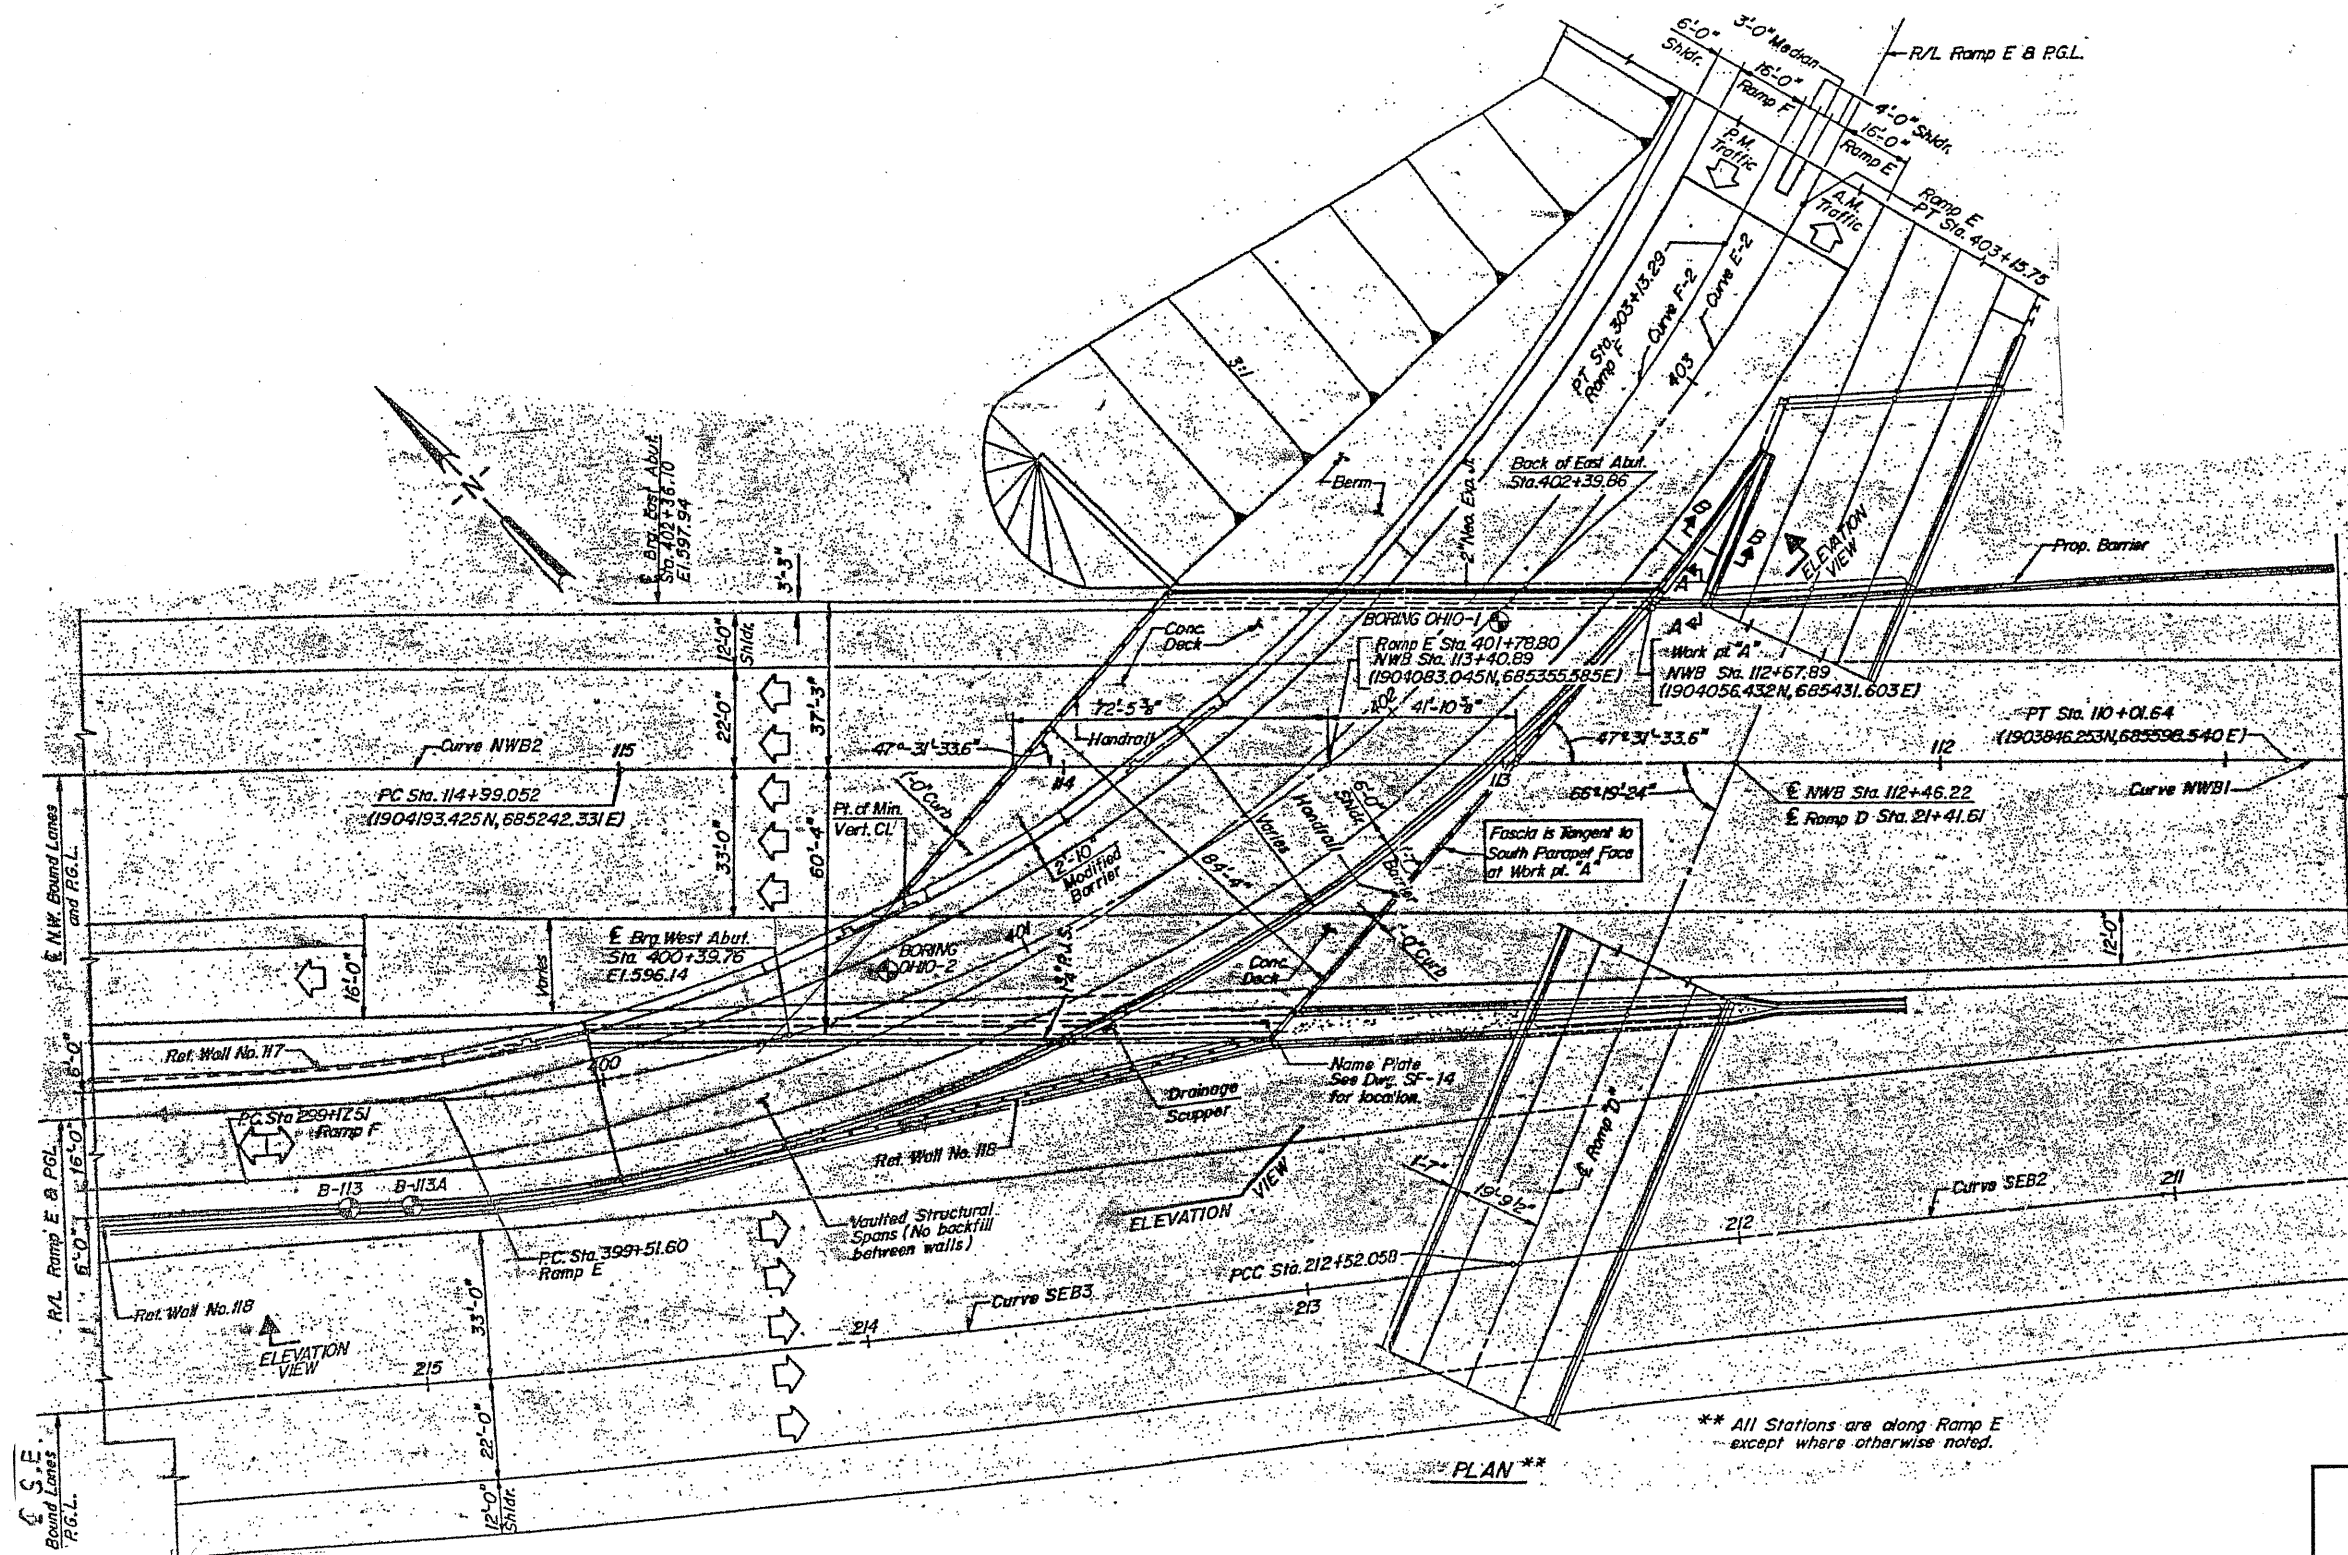 6'-0"
Shldr.
3'-0" Median
16'-0"
Ramp F
R/L Ramp E & P.G.L.
4'-0" Shldr.
16'-0"
Ramp E
P.M.
Traffic
A.M.
Traffic
Ramp E
PT Sta. 403+15.75
PT Sta. 303+13.29
Ramp F
Curve F-2
Curve E-2
403
3:1
N
℄ Brg. East Abut.
Sta. 402+36.10
El. 597.94
3'-3"
Berm
2" Neo. Exp. Jt.
Back of East Abut.
Sta. 402+39.86
B
B
A
ELEVATION
VIEW
Prop. Barrier
12'-0"
Shldr.
Conc.
Deck
BORING OHIO-1
Ramp E Sta. 401+78.80
NWB Sta. 113+40.89
(1904083.045N, 685355.585E)
A
Work pt. "A"
NWB Sta. 112+67.89
(1904056.432N, 685431.603E)
22'-0"
37'-3"
72'-5 3/8"
402
41'-10 3/8"
Handrail
47°-31'-33.6"
47°-31'-33.6"
PT Sta. 110+01.64
(1903846.253N, 685598.540E)
Curve NWB2
115
114
113
112
PC Sta. 114+99.052
(1904193.425N, 685242.331E)
1'-0" Curb
Pt. of Min.
Vert. Cl.
66°-19'-24"
℄ NWB Sta. 112+46.22
℄ Ramp D Sta. 21+41.61
Curve NWB1
33'-0"
60'-4"
2'-10"
Modified
Barrier
Varies
Handrail
6'-0"
Shldr.
84'-4"
1'-7"
Barrier
Fascia is Tangent to
South Parapet Face
at Work pt. "A"
℄ N.W. Bound Lanes
and P.G.L.
℄ Brg. West Abut.
Sta. 400+39.76
El. 596.14
BORING
OHIO-2
401
P.J.S.
Conc.
Deck
1'-0" Curb
12'-0"
16'-0"
Varies
Ret. Wall No. 117
400
6'-0"
16'-0"
6'-0"
R/L Ramp E & PGL
P.C. Sta. 299+17.51
Ramp F
Drainage
Scupper
Name Plate
See Dwg. SF-14
for location.
B-113
B-113A
Ret. Wall No. 118
Vaulted Structural
Spans (No backfill
between walls)
ELEVATION
VIEW
℄ Ramp "D"
1'-7"
19'-9 1/2"
Curve SEB2
211
212
P.C. Sta. 399+51.60
Ramp E
PCC Sta. 212+52.058
Ret. Wall No. 118
33'-0"
Curve SEB3
213
214
ELEVATION
VIEW
215
22'-0"
12'-0"
Shldr.
℄ S.E.
Bound Lanes
P.G.L.
** All Stations are along Ramp E
except where otherwise noted.
PLAN **